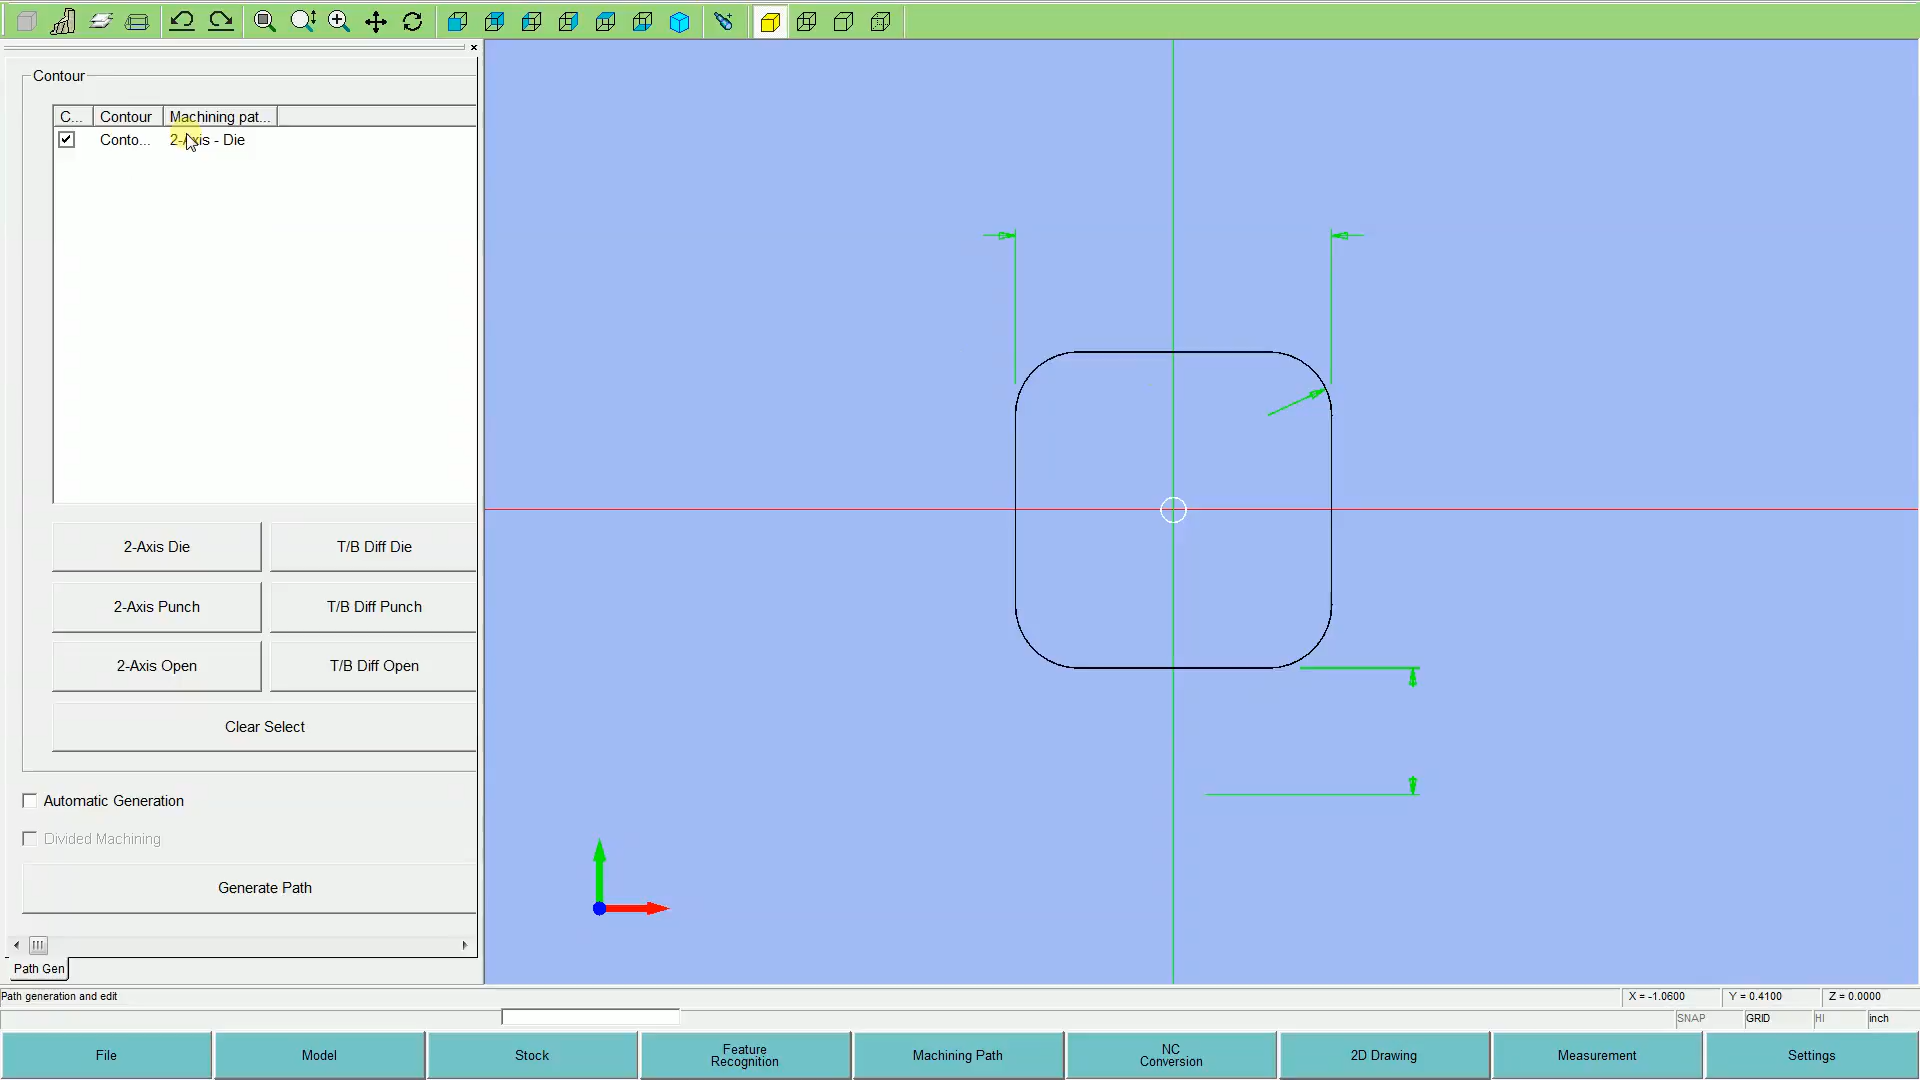 Contour
C... Contour Machining pat...
Conto... 2-Axis - Die
2-Axis Die T/B Diff Die
2-Axis Punch T/B Diff Punch
2-Axis Open T/B Diff Open
Clear Select
Automatic Generation
Divided Machining
Generate Path
Path Gen
Path generation and edit X = -1.0600 Y = 0.4100 Z = 0.0000
SNAP GRID HI inch
File Model Stock Feature Recognition Machining Path NC Conversion 2D Drawing Measurement Settings